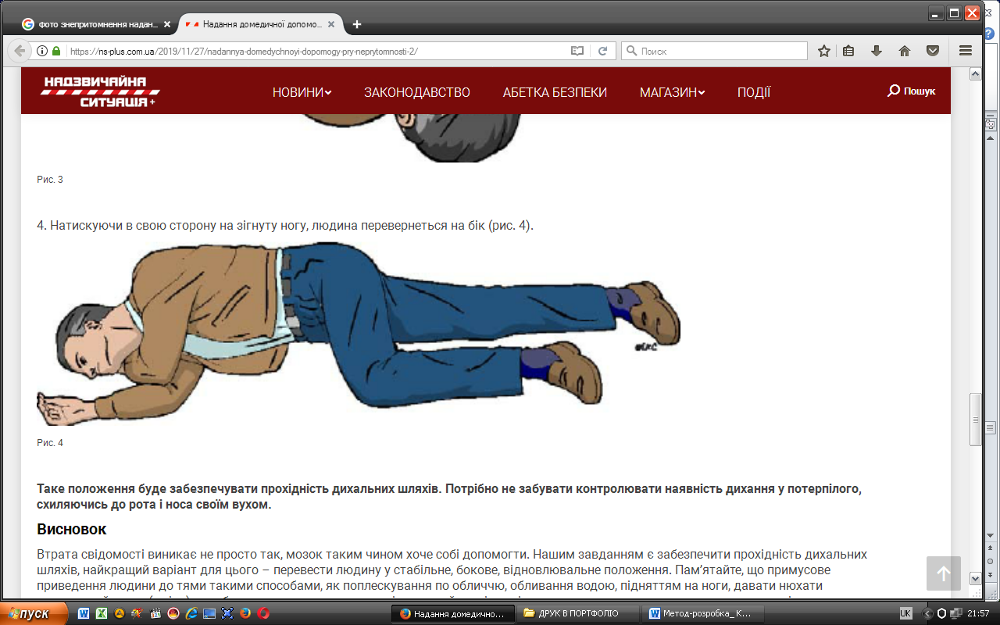 фото знепритомнення надан...
Надання домедичної допомо...
https://ns-plus.com.ua/2019/11/27/nadannya-domedychnoyi-dopomogy-pry-neprytomnosti-2/
Поиск
НАДЗВИЧАЙНА
СИТУАЦІЯ+
НОВИНИ
ЗАКОНОДАВСТВО
АБЕТКА БЕЗПЕКИ
МАГАЗИН
ПОДІЇ
Пошук
Рис. 3
4. Натискуючи в свою сторону на зігнуту ногу, людина перевернеться на бік (рис. 4).
Рис. 4
Таке положення буде забезпечувати прохідність дихальних шляхів. Потрібно не забувати контролювати наявність дихання у потерпілого,
схиляючись до рота і носа своїм вухом.
Висновок
Втрата свідомості виникає не просто так, мозок таким чином хоче собі допомогти. Нашим завданням є забезпечити прохідність дихальних
шляхів, найкращий варіант для цього – перевести людину у стабільне, бокове, відновлювальне положення. Пам’ятайте, що примусове
приведення людини до тями такими способами, як поплескування по обличчю, обливання водою, підняттям на ноги, давати нюхати
пуск
Надання домедично...
ДРУК В ПОРТФОЛІО
Метод-розробка_ К...
UK
21:57